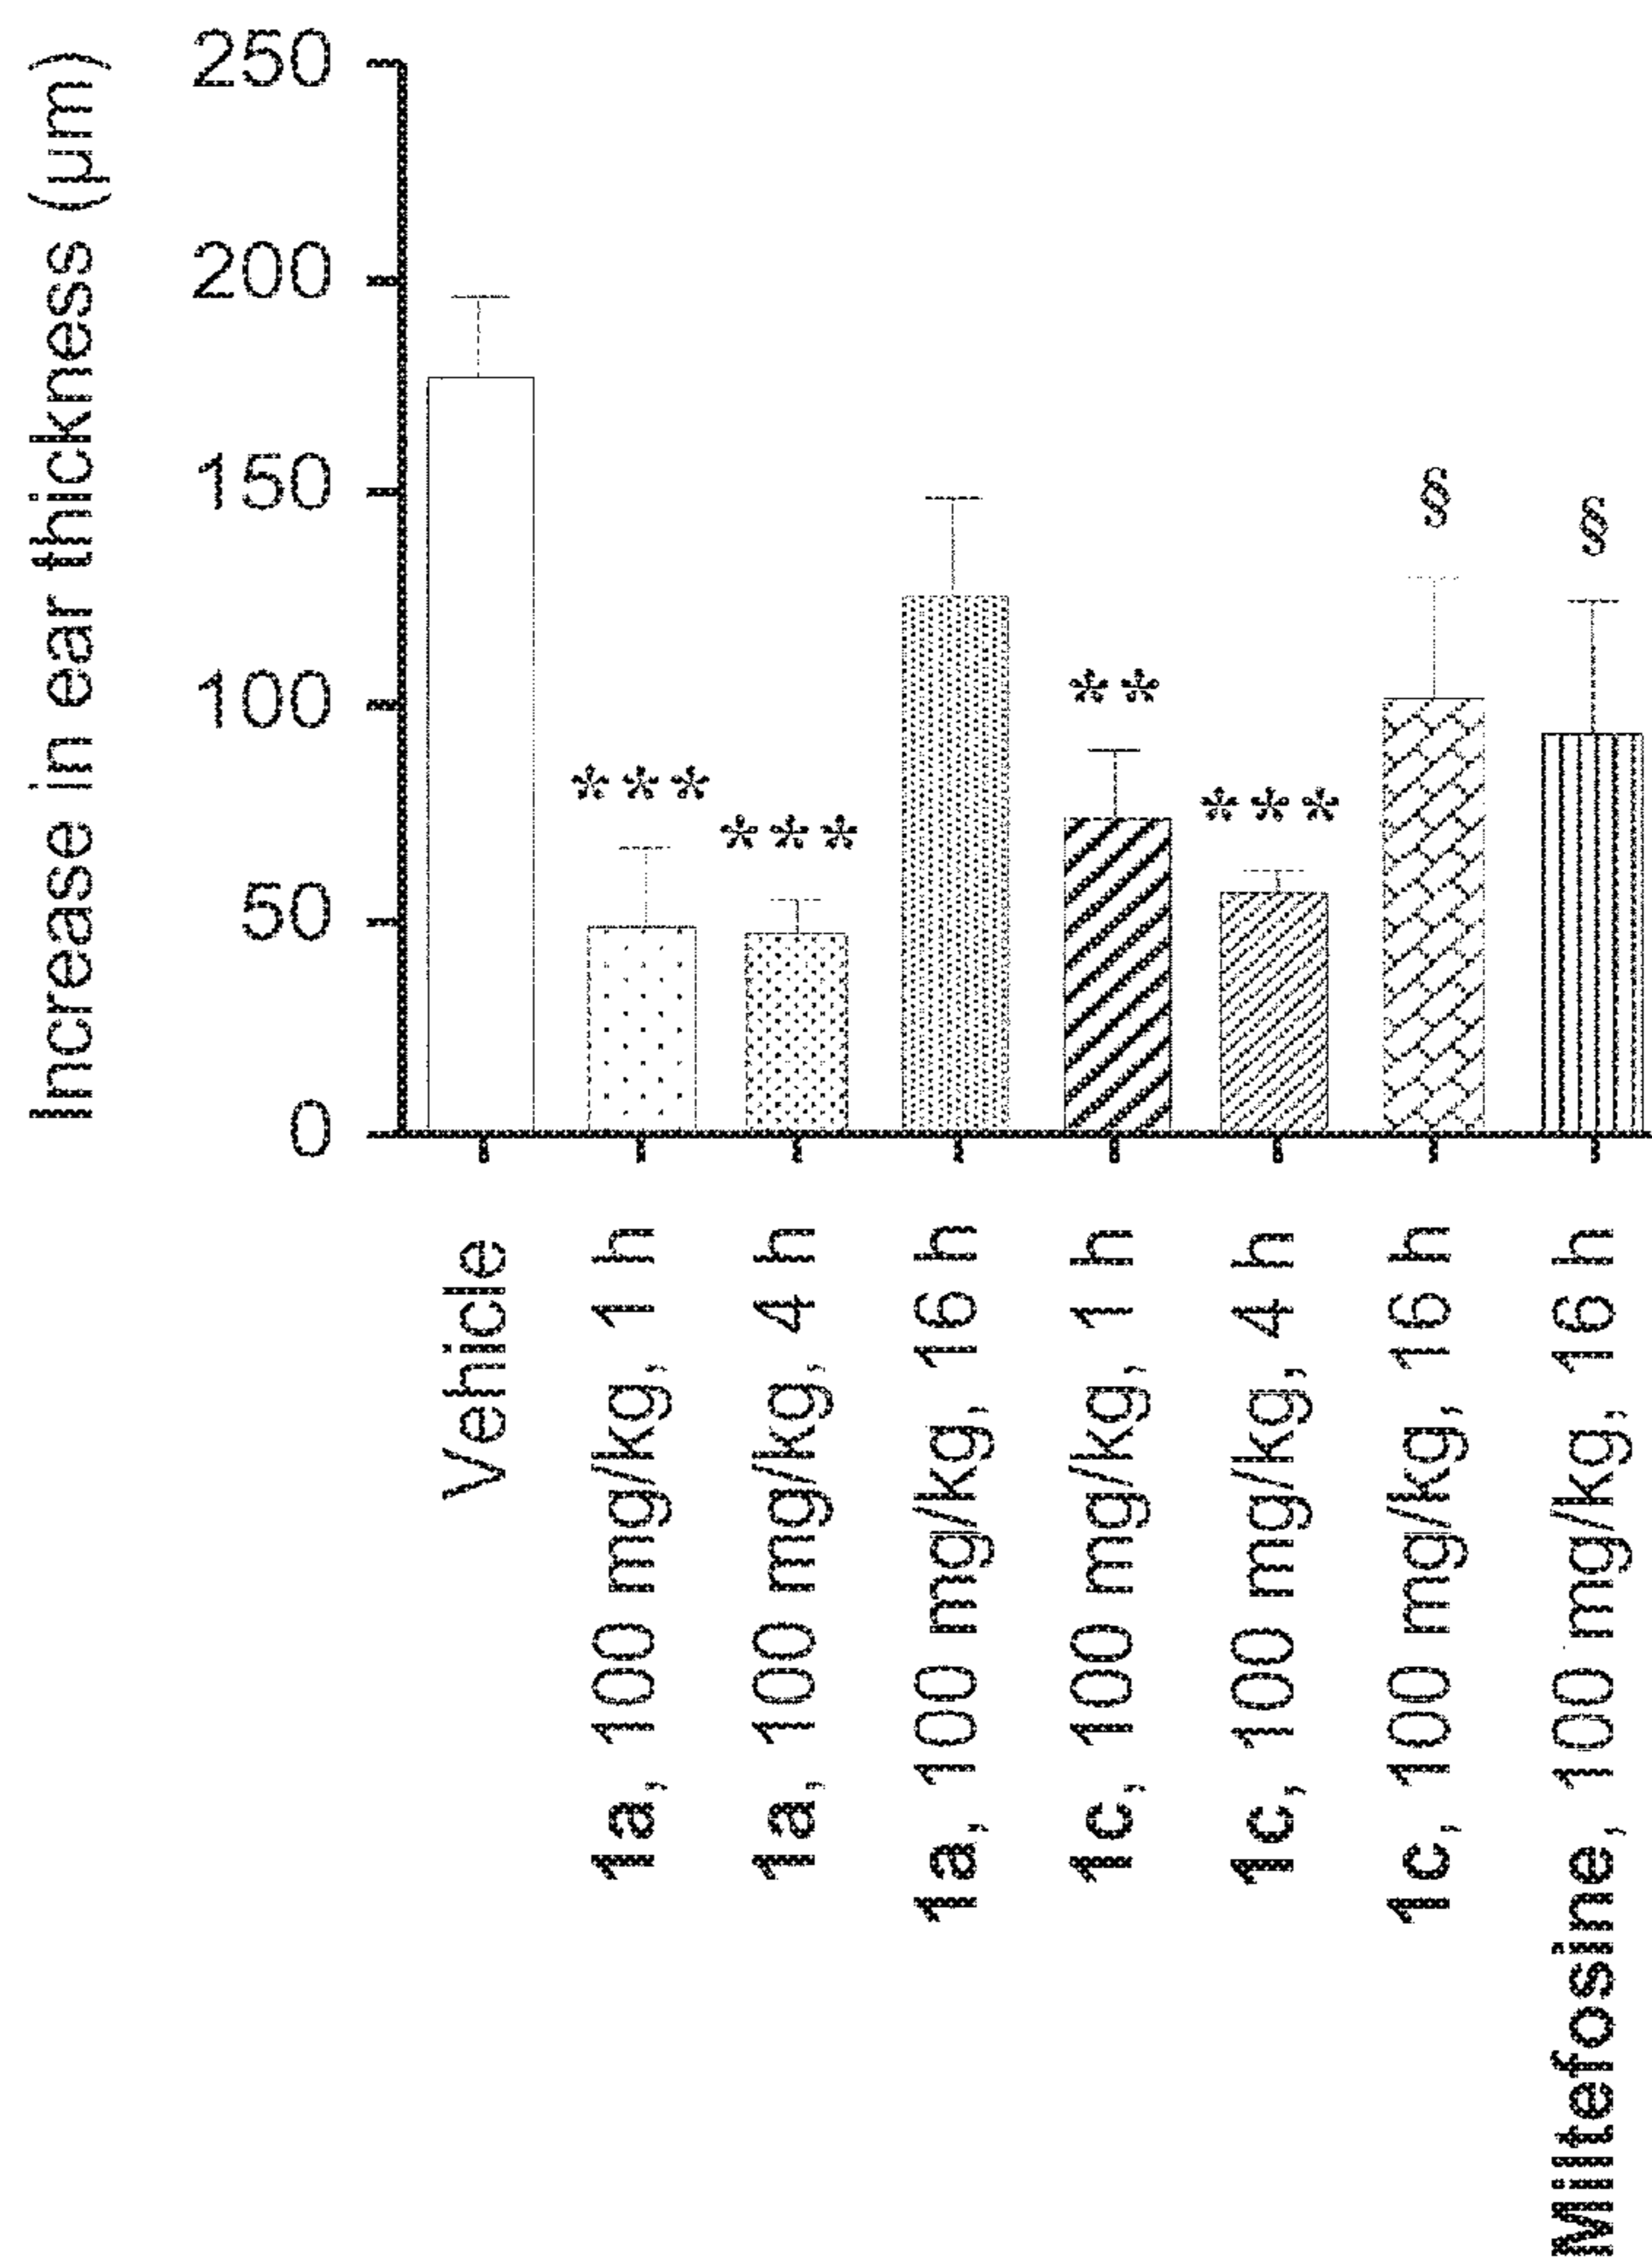 Increase in ear thickness (µm)
250
200
150
100
50
0
***
***
**
***
§
§
Vehicle
1a, 100 mg/kg, 1 h
1a, 100 mg/kg, 4 h
1a, 100 mg/kg, 16 h
1c, 100 mg/kg, 1 h
1c, 100 mg/kg, 4 h
1c, 100 mg/kg, 16 h
Miltefosine, 100 mg/kg, 16 h